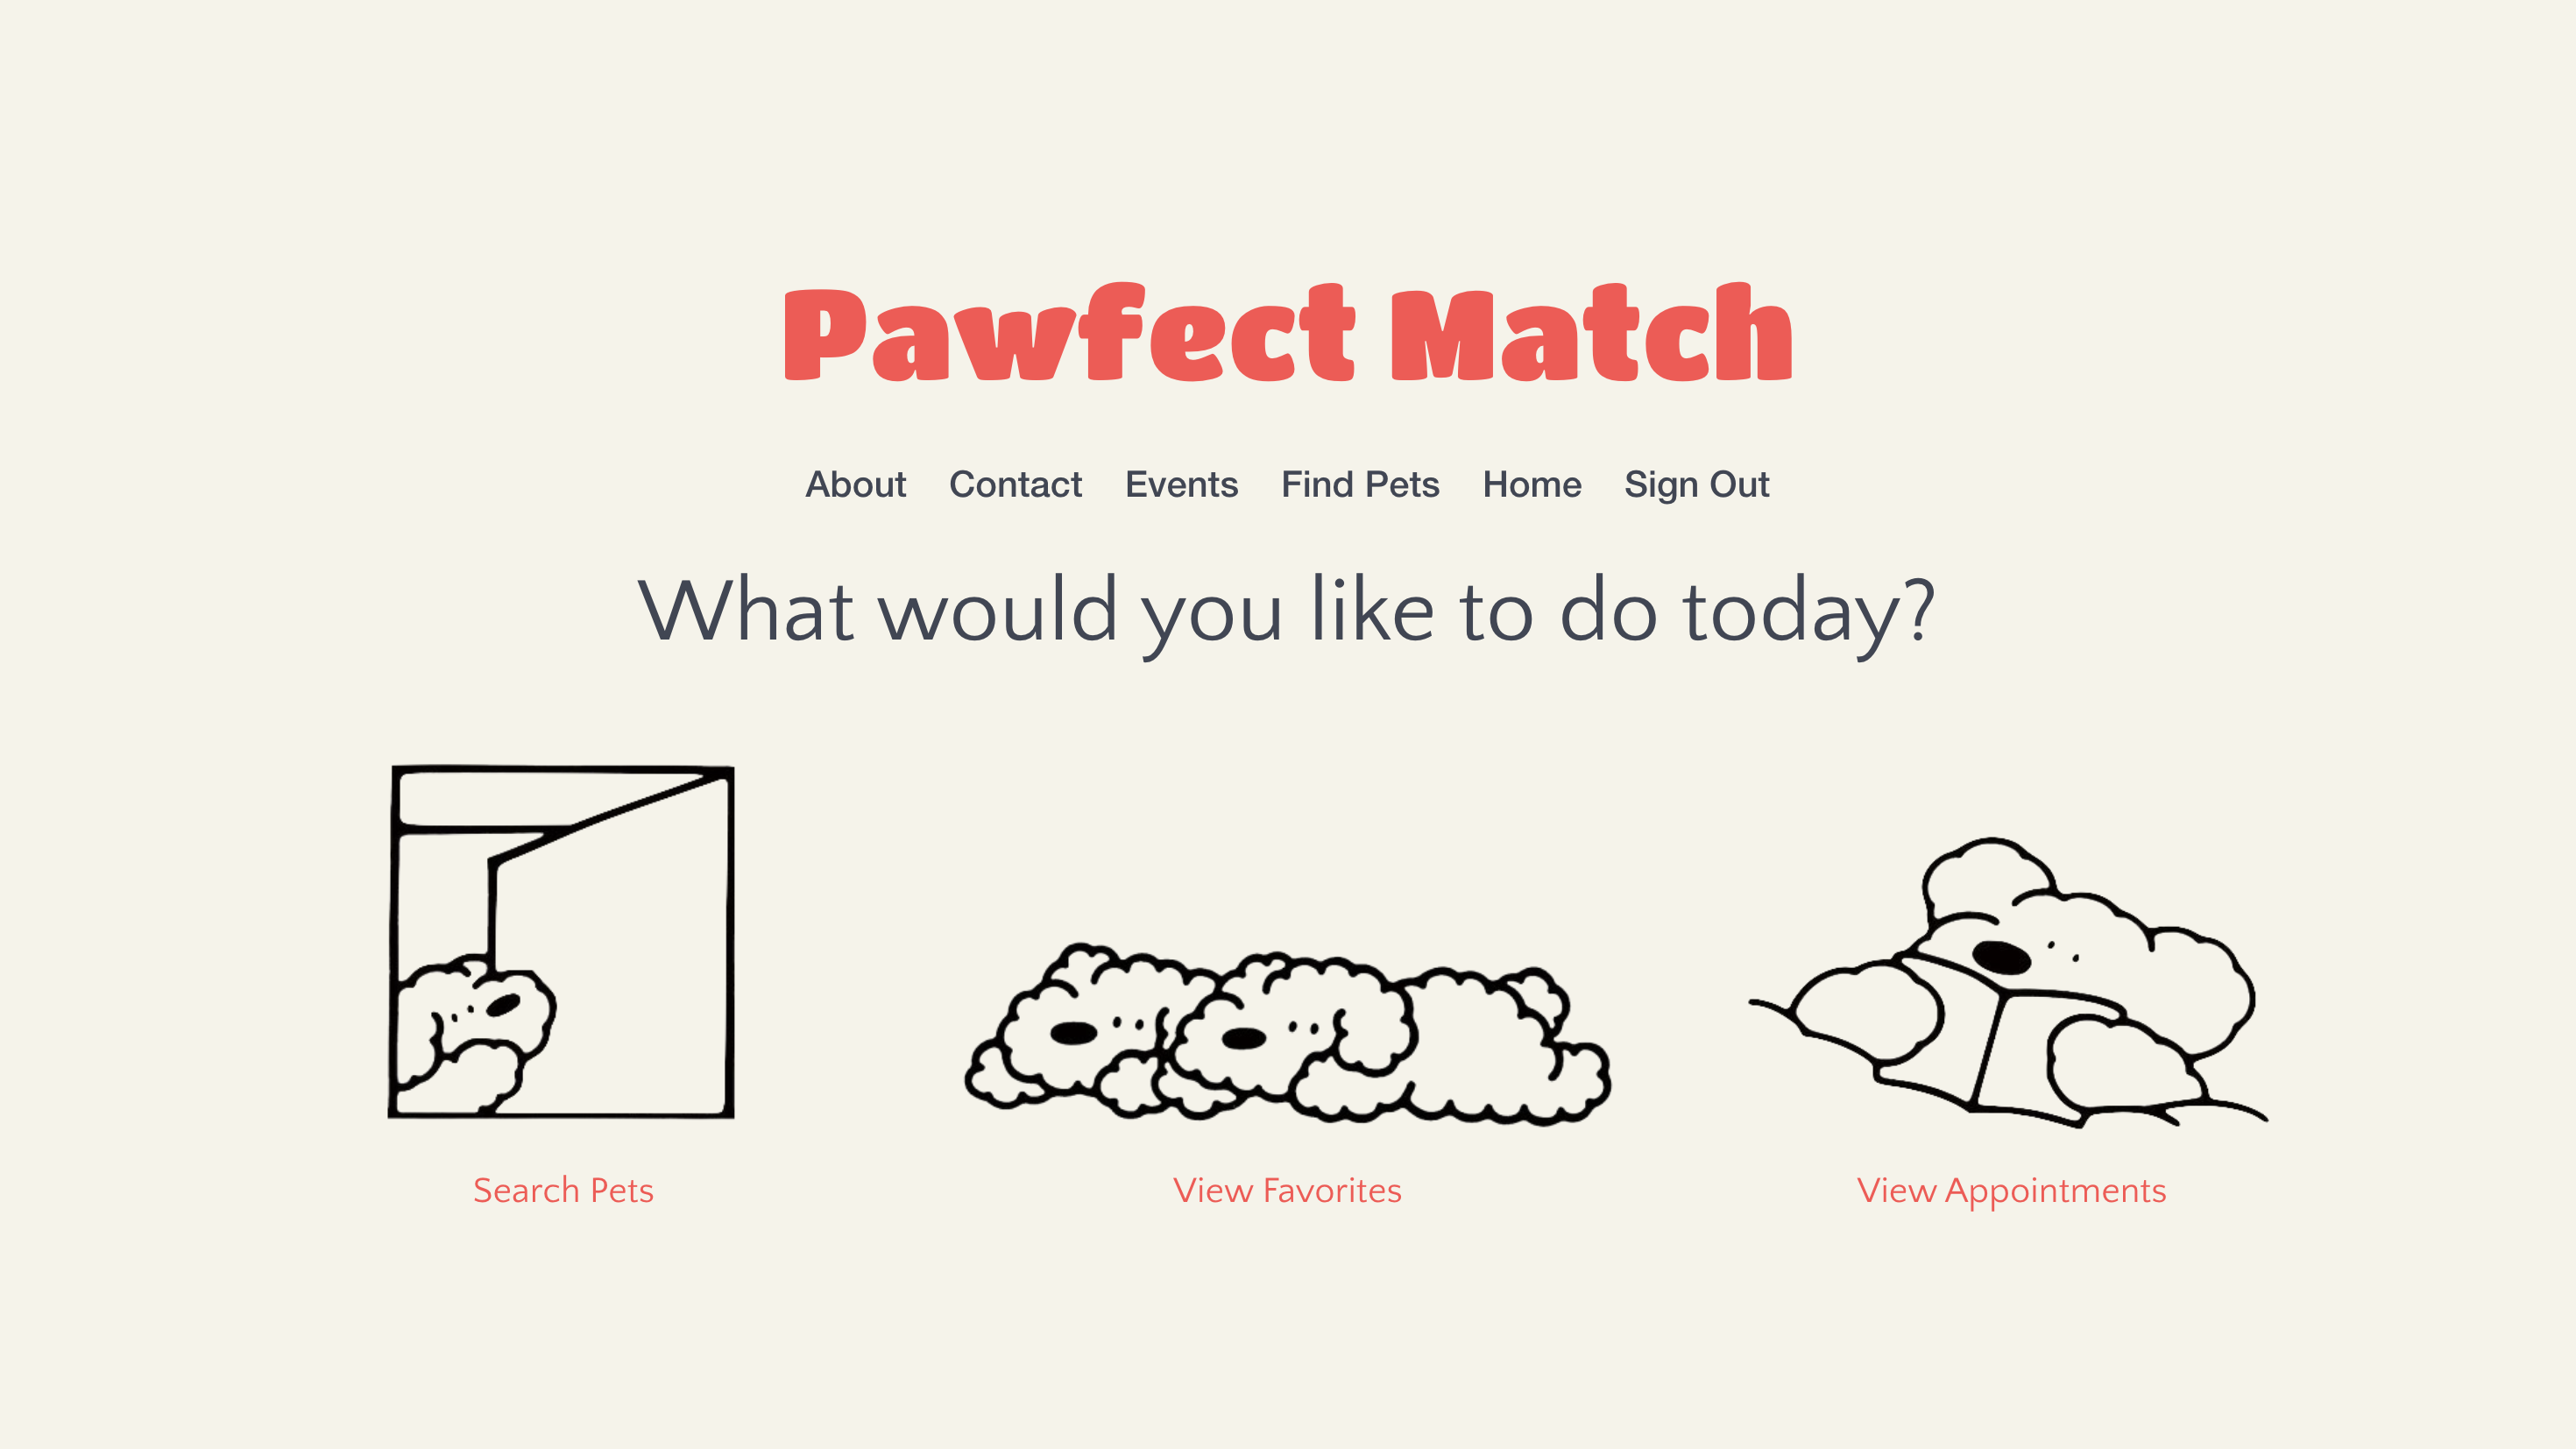 Pawfect Match
About Contact Events Find Pets Home Sign Out
What would you like to do today?
Search Pets
View Favorites
View Appointments